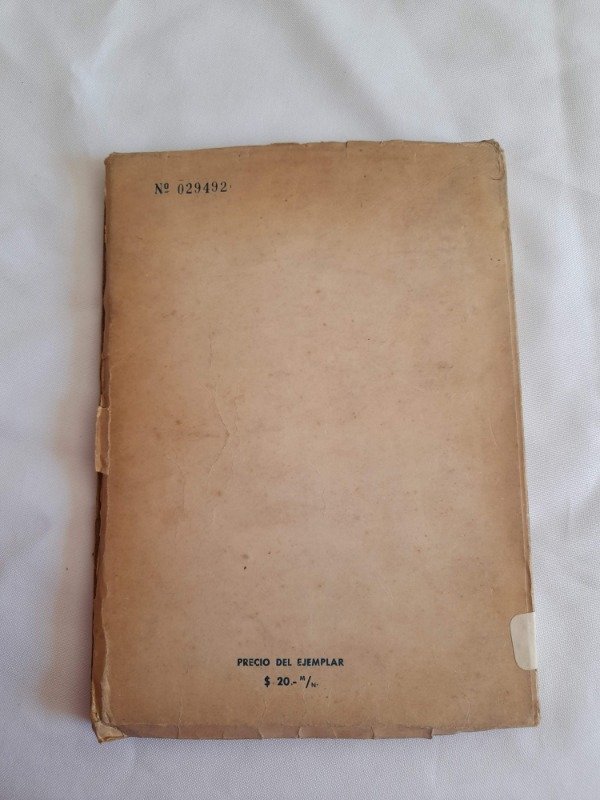 Nº 029492
PRECIO DEL EJEMPLAR
$ 20.- M/N.